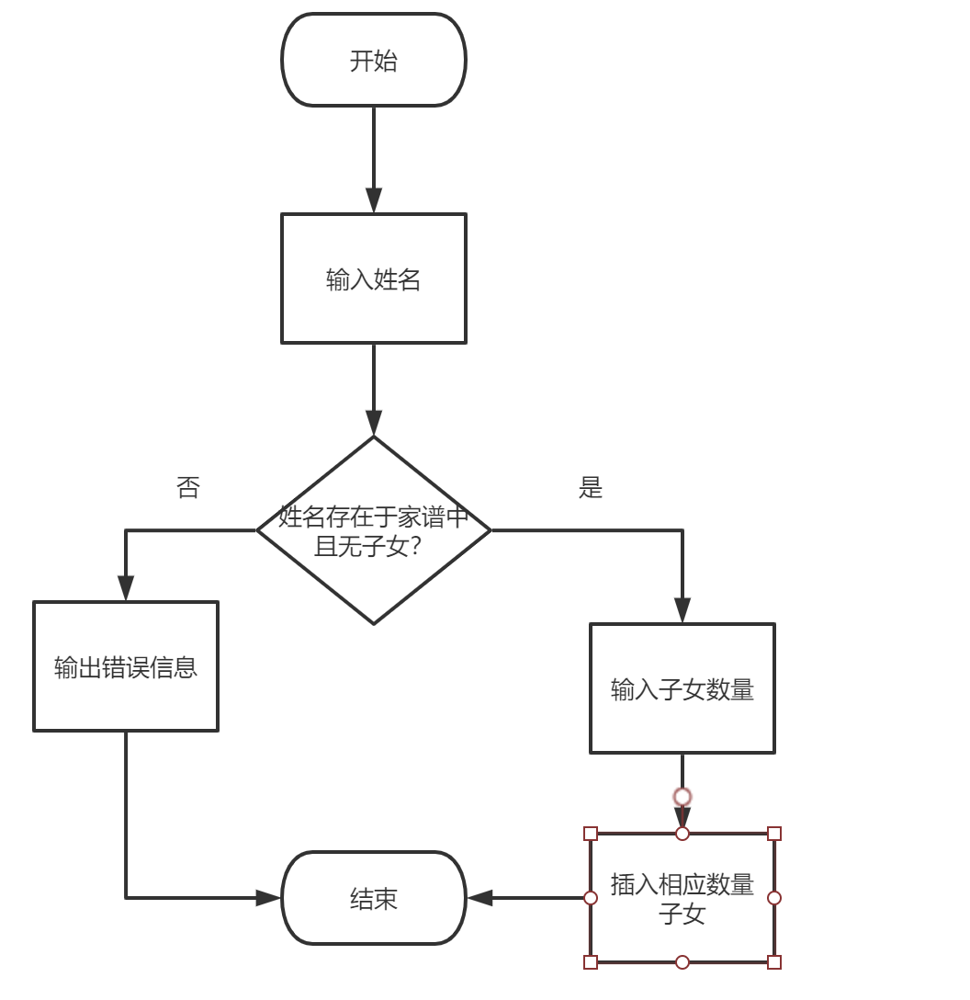 开始
输入姓名
否
是
姓名存在于家谱中
且无子女?
输出错误信息
输入子女数量
插入相应数量
子女
结束